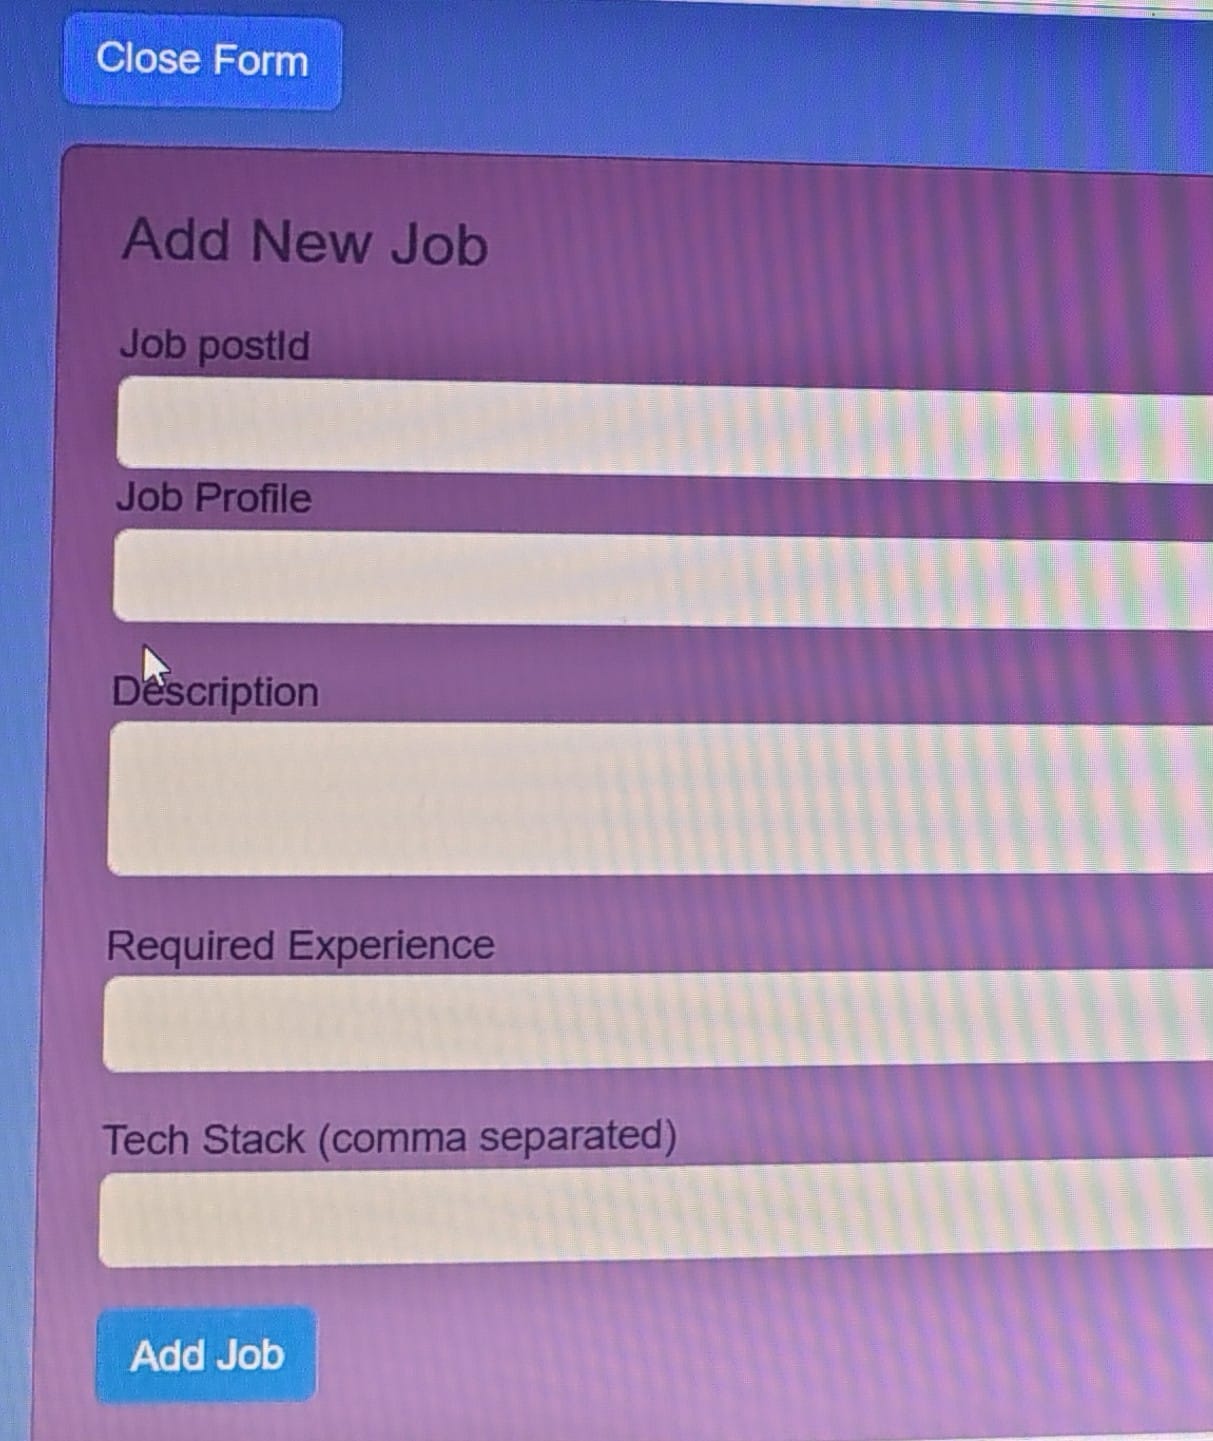 Close Form
Add New Job
Job postId
Job Profile
Description
Required Experience
Tech Stack (comma separated)
Add Job